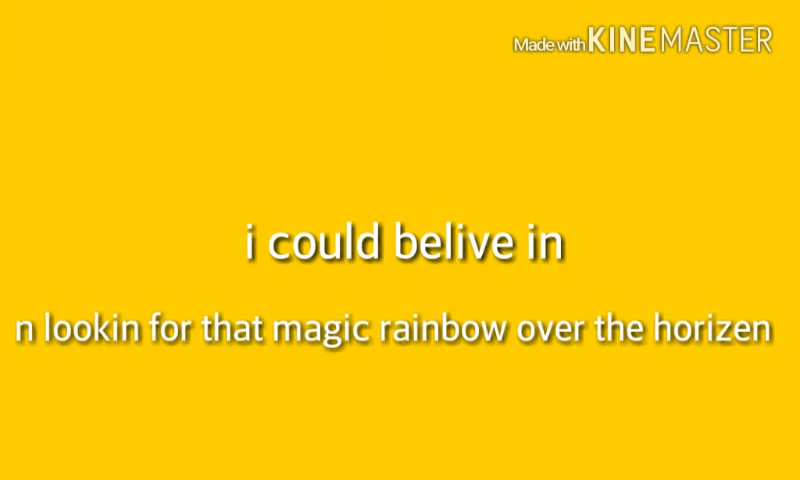 Made with KINEMASTER
i could belive in
n lookin for that magic rainbow over the horizen